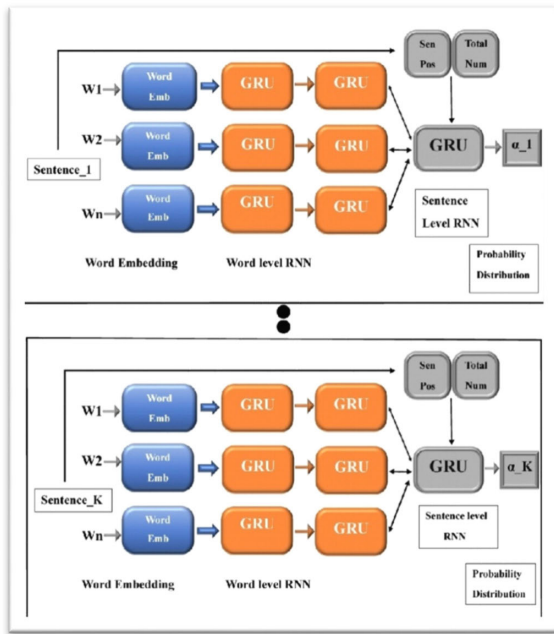 Sen Total
Pos Num
W1 Word Emb GRU GRU
W2 Word Emb GRU GRU
GRU α_1
Sentence_1
Sentence
Level RNN
Wn Word Emb GRU GRU
Probability
Distribution
Word Embedding Word level RNN
Sen Total
Pos Num
W1 Word Emb GRU GRU
W2 Word Emb GRU GRU
GRU α_K
Sentence_K
Sentence level
RNN
Wn Word Emb GRU GRU
Probability
Distribution
Word Embedding Word level RNN